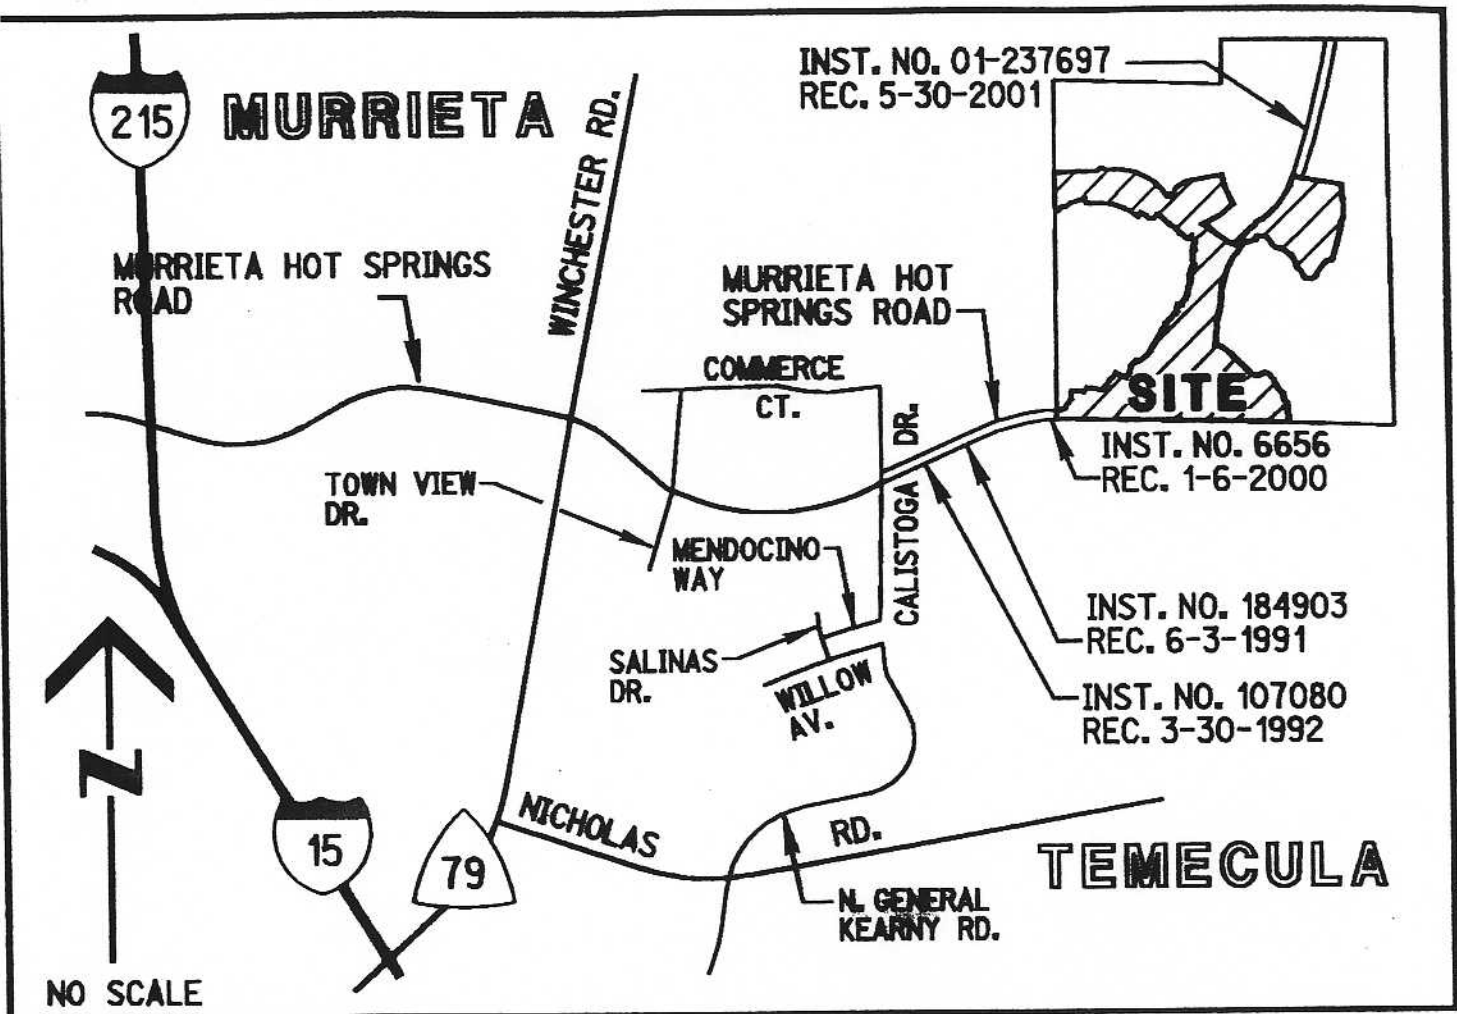 INST. NO. 01-237697
REC. 5-30-2001
215
MURRIETA
WINCHESTER RD.
MURRIETA HOT SPRINGS
ROAD
MURRIETA HOT
SPRINGS ROAD
COMMERCE
CT.
SITE
CALISTOGA DR.
INST. NO. 6656
REC. 1-6-2000
TOWN VIEW
DR.
MENDOCINO
WAY
INST. NO. 184903
REC. 6-3-1991
SALINAS
DR.
WILLOW
AV.
INST. NO. 107080
REC. 3-30-1992
N
NICHOLAS RD.
15
79
TEMECULA
N. GENERAL
KEARNY RD.
NO SCALE